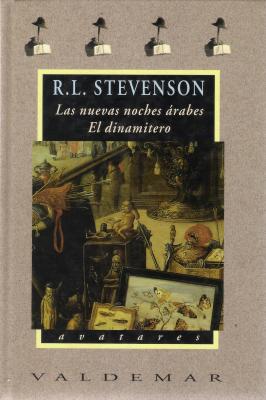 R.L. STEVENSON
Las nuevas noches árabes
El dinamitero
avatares
VALDEMAR